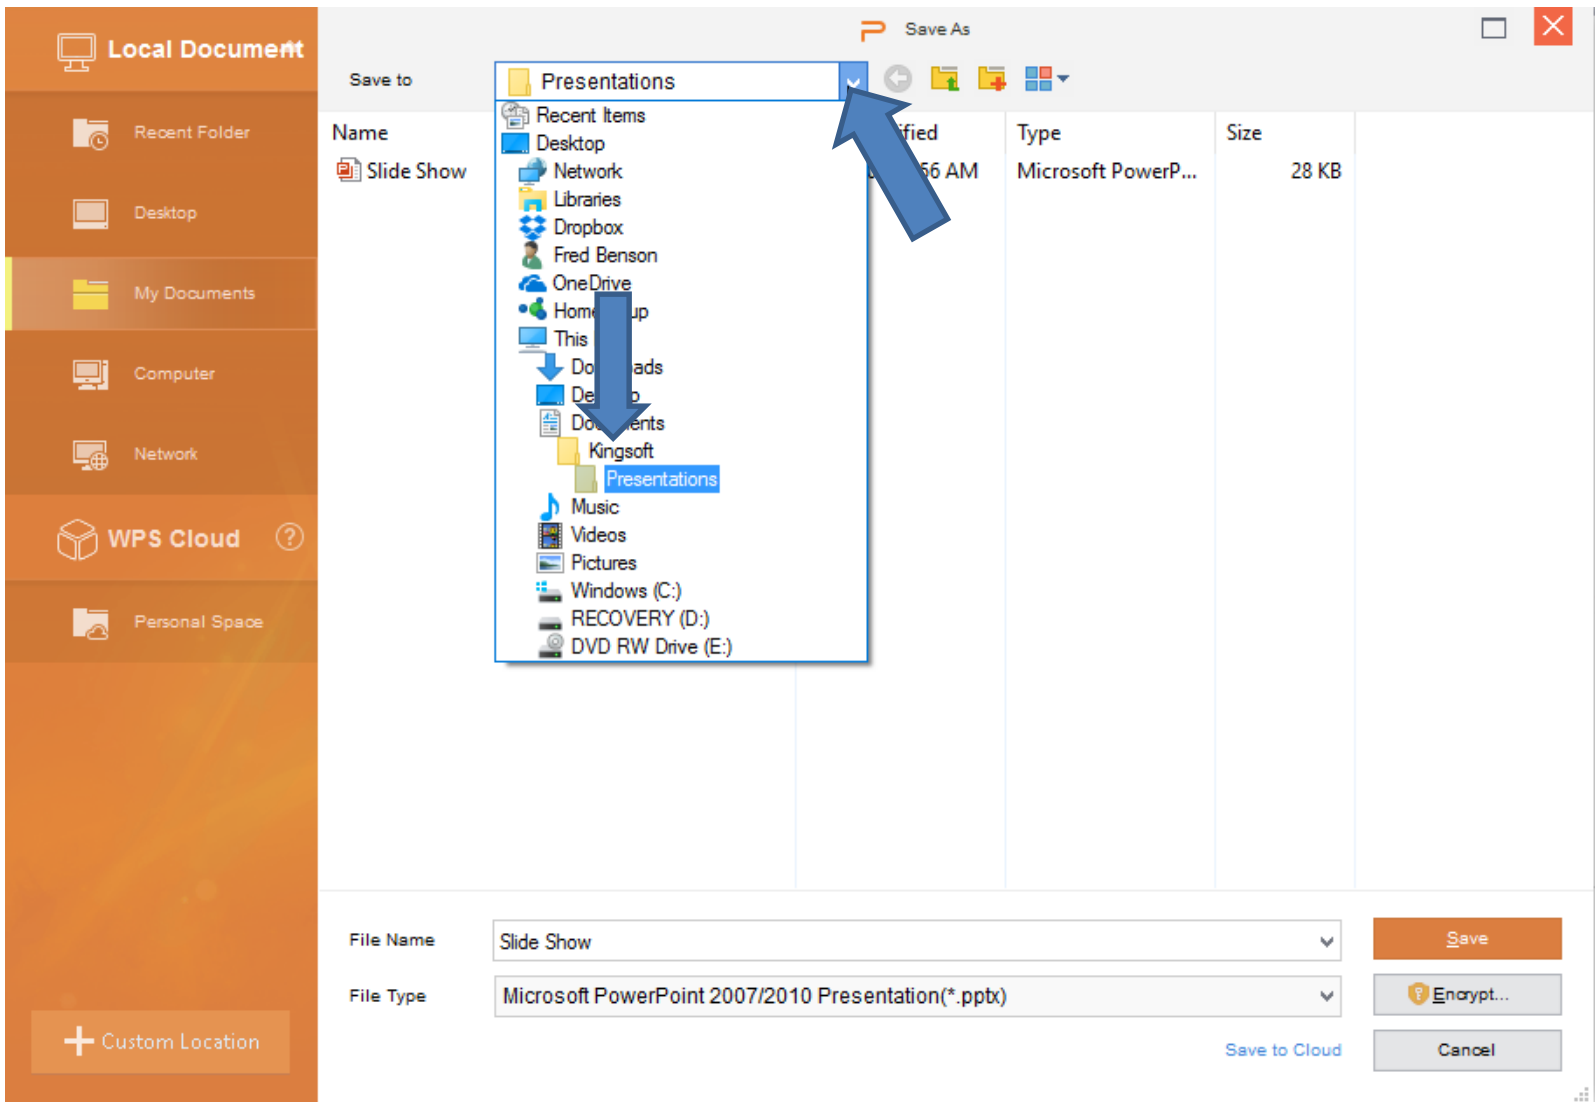 Save As
Local Document
Save to
Presentations
Recent Folder
Desktop
My Documents
Computer
Network
WPS Cloud
Personal Space
Custom Location
Recent Items
Desktop
Network
Libraries
Dropbox
Fred Benson
OneDrive
This
Desktop
Documents
Kingsoft
Presentations
Music
Videos
Pictures
Windows (C:)
RECOVERY (D:)
DVD RW Drive (E:)
Name Type Size
Slide Show AM Microsoft PowerP... 28 KB
File Name Slide Show Save
File Type Microsoft PowerPoint 2007/2010 Presentation(*.pptx) Encrypt...
Save to Cloud Cancel